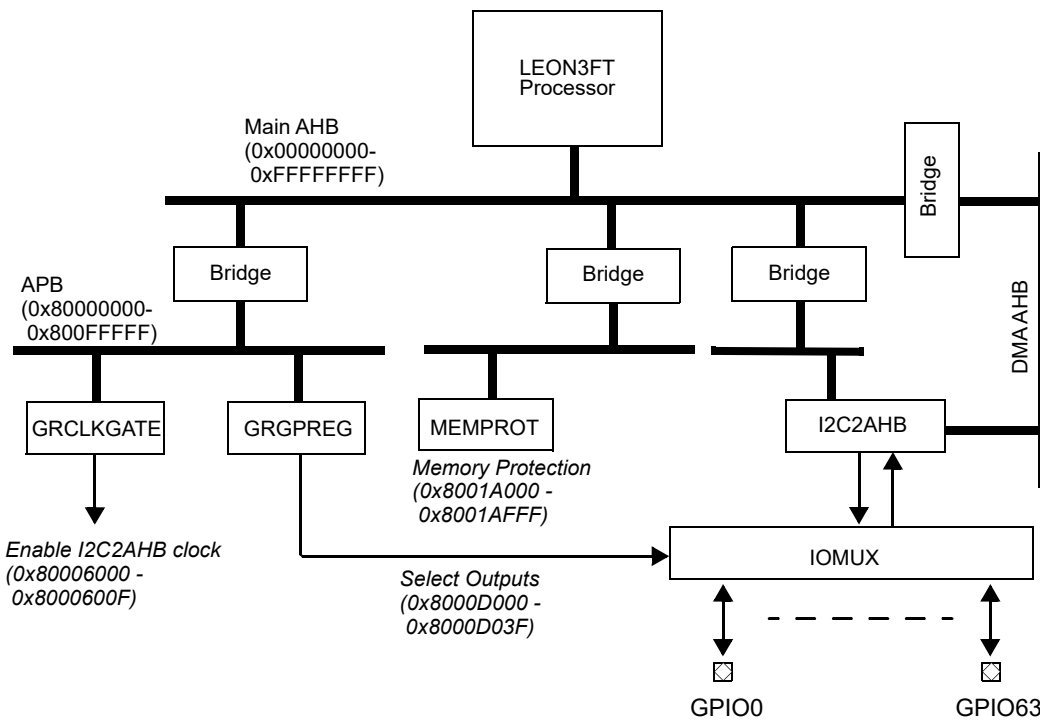 LEON3FT
Processor
Main AHB
(0x00000000-
0xFFFFFFFF)
Bridge
Bridge
Bridge
Bridge
APB
(0x80000000-
0x800FFFFF)
DMA AHB
GRCLKGATE
GRGPREG
MEMPROT
I2C2AHB
Memory Protection
(0x8001A000 -
0x8001AFFF)
Enable I2C2AHB clock
(0x80006000 -
0x8000600F)
IOMUX
Select Outputs
(0x8000D000 -
0x8000D03F)
GPIO0
GPIO63